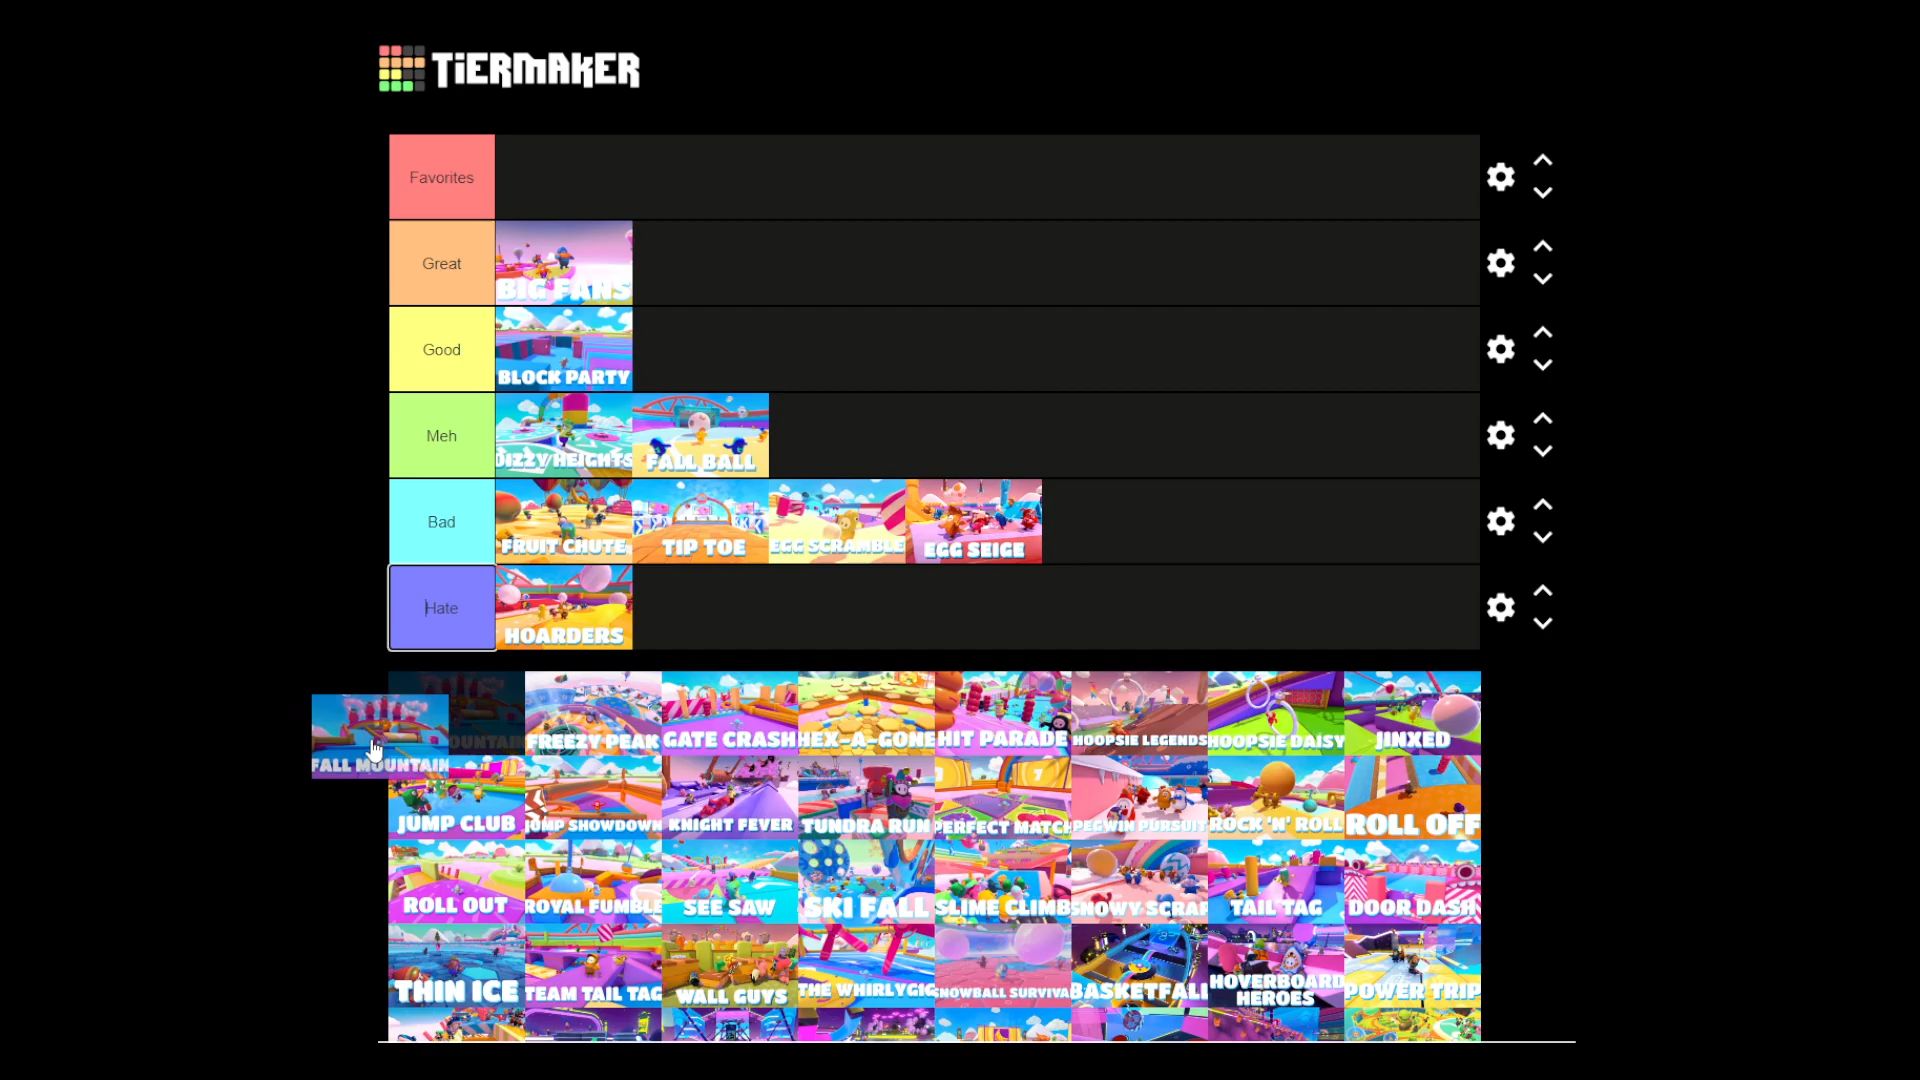 TiERMAKER
Favorites
Great
BIG FANS
Good
BLOCK PARTY
Meh
DIZZY HEIGHTS FALL BALL
Bad
FRUIT CHUTE TIP TOE EGG SCRAMBLE EGG SEIGE
Hate
HOARDERS
FALL MOUNTAIN OUNTAIN FREEZY PEAK GATE CRASH HEX-A-GONE HIT PARADE HOOPSIE LEGENDS HOOPSIE DAISY JINXED
JUMP CLUB JUMP SHOWDOWN KNIGHT FEVER TUNDRA RUN PERFECT MATCH PEGWIN PURSUIT ROCK 'N' ROLL ROLL OFF
ROLL OUT ROYAL FUMBLE SEE SAW SKI FALL SLIME CLIMB SNOWY SCRAP TAIL TAG DOOR DASH
THIN ICE TEAM TAIL TAG WALL GUYS THE WHIRLYGIG SNOWBALL SURVIVAL BASKETFALL HOVERBOARD HEROES POWER TRIP